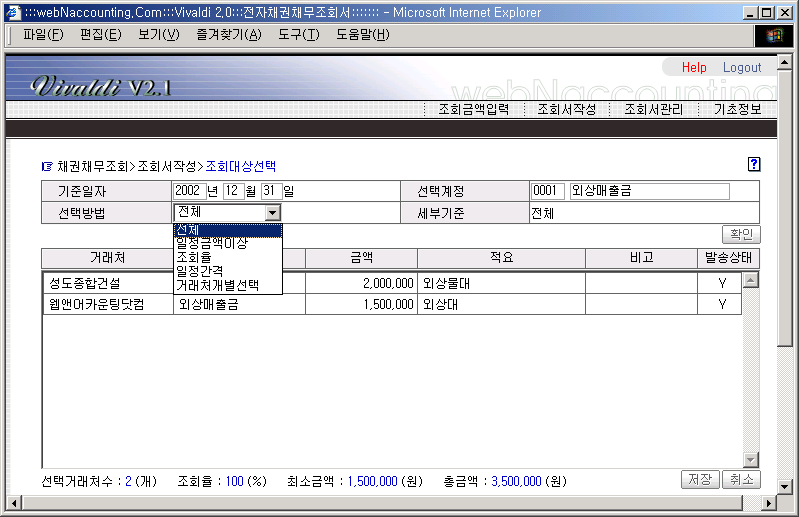 :::webNaccounting.Com:::Vivaldi 2.0:::전자채권채무조회서::::::: - Microsoft Internet Explorer
파일(F) 편집(E) 보기(V) 즐겨찾기(A) 도구(T) 도움말(H)
Help Logout
Vivaldi V2.1
webNaccounting
조회금액입력 조회서작성 조회서관리 기초정보
채권채무조회>조회서작성>조회대상선택 ?
기준일자 2002 년 12 월 31 일 선택계정 0001 외상매출금
선택방법 전체 세부기준 전체
전체
일정금액이상
조회율
일정간격
거래처개별선택
확인
거래처 금액 적요 비고 발송상태
성도종합건설 2,000,000 외상물대 Y
웹앤어카운팅닷컴 외상매출금 1,500,000 외상대 Y
선택거래처수 : 2 (개) 조회율 : 100 (%) 최소금액 : 1,500,000 (원) 총금액 : 3,500,000 (원) 저장 취소